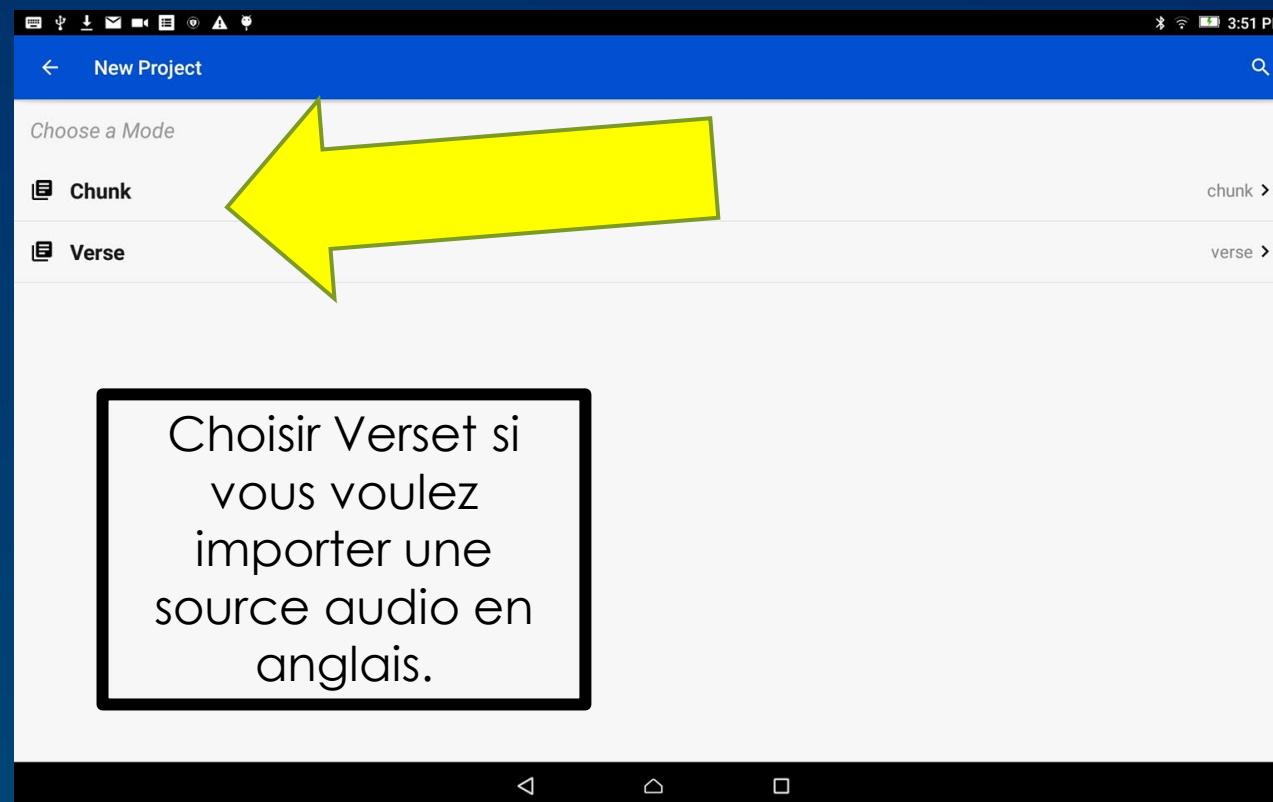 3:51 P
New Project
Choose a Mode
Chunk chunk
Verse verse
Choisir Verset si
vous voulez
importer une
source audio en
anglais.